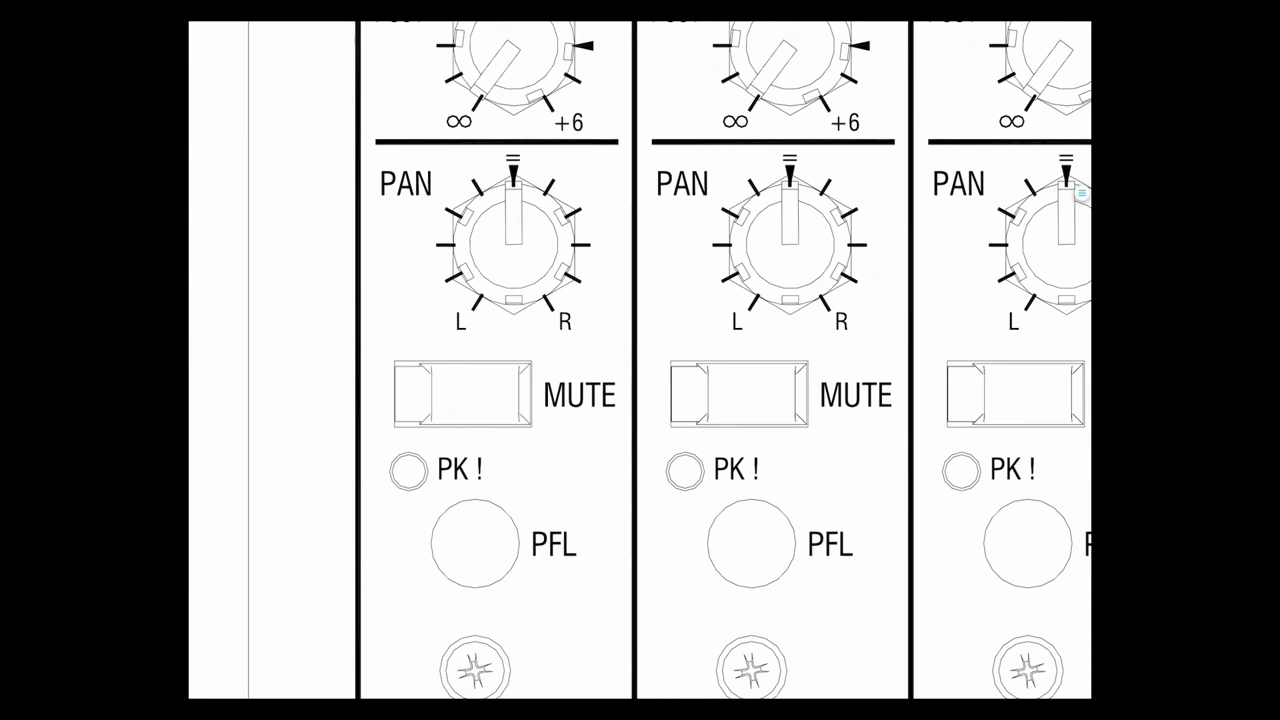 ∞ +6 ∞ +6 ∞
PAN = PAN = PAN =
L R L R L
MUTE MUTE
PK ! PK ! PK !
PFL PFL